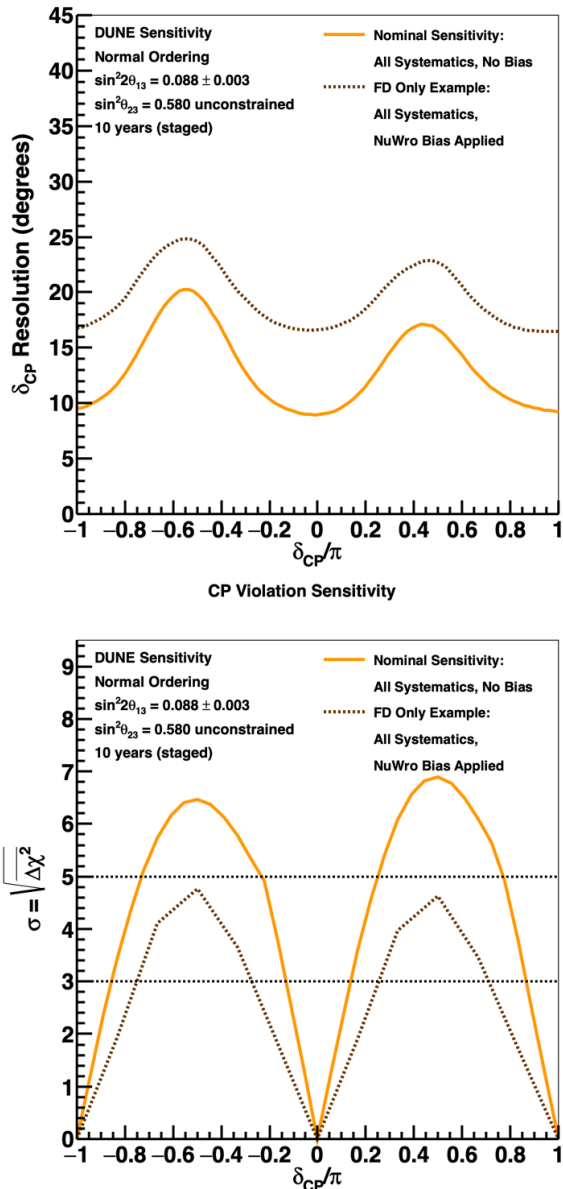 DUNE Sensitivity
Normal Ordering
sin²2θ₁₃ = 0.088 ± 0.003
sin²θ₂₃ = 0.580 unconstrained
10 years (staged)
Nominal Sensitivity:
All Systematics, No Bias
FD Only Example:
All Systematics,
NuWro Bias Applied
δCP Resolution (degrees)
45
40
35
30
25
20
15
10
5
0
−1 −0.8 −0.6 −0.4 −0.2 0 0.2 0.4 0.6 0.8 1
δCP/π
CP Violation Sensitivity
DUNE Sensitivity
Normal Ordering
sin²2θ₁₃ = 0.088 ± 0.003
sin²θ₂₃ = 0.580 unconstrained
10 years (staged)
Nominal Sensitivity:
All Systematics, No Bias
FD Only Example:
All Systematics,
NuWro Bias Applied
σ = √Δχ²
9
8
7
6
5
4
3
2
1
0
−1 −0.8 −0.6 −0.4 −0.2 0 0.2 0.4 0.6 0.8 1
δCP/π